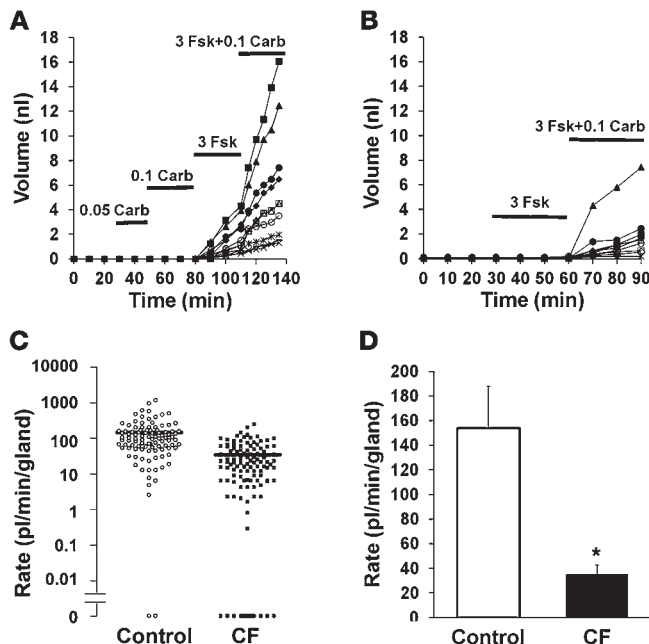 A
Volume (nl)
18
16
14
12
10
8
6
4
2
0
3 Fsk+0.1 Carb
3 Fsk
0.1 Carb
0.05 Carb
0 20 40 60 80 100 120 140
Time (min)
B
Volume (nl)
18
16
14
12
10
8
6
4
2
0
3 Fsk+0.1 Carb
3 Fsk
0 10 20 30 40 50 60 70 80 90
Time (min)
C
Rate (pl/min/gland)
10000
1000
100
10
1
0.1
0.01
0
Control CF
D
Rate (pl/min/gland)
200
180
160
140
120
100
80
60
40
20
0
*
Control CF